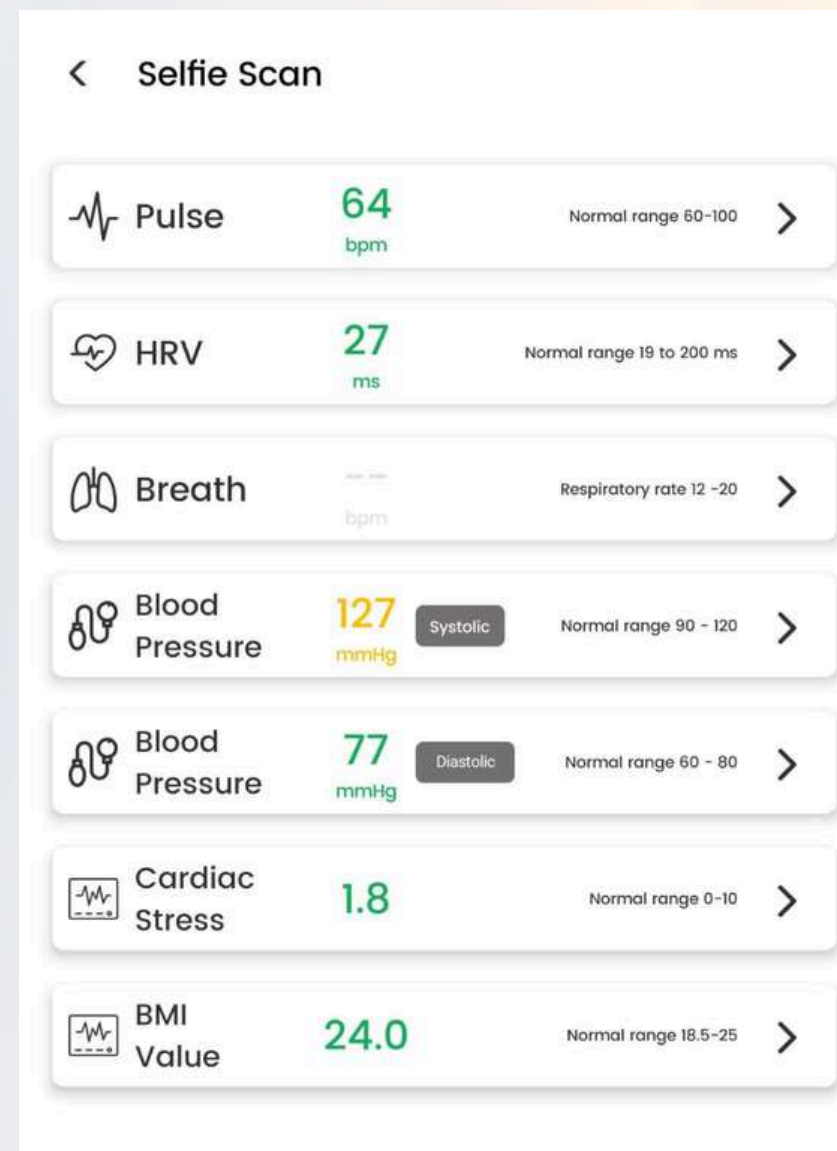 Selfie Scan
Pulse 64 bpm Normal range 60-100
HRV 27 ms Normal range 19 to 200 ms
Breath -- bpm Respiratory rate 12 -20
Blood Pressure 127 mmHg Systolic Normal range 90 - 120
Blood Pressure 77 mmHg Diastolic Normal range 60 - 80
Cardiac Stress 1.8 Normal range 0-10
BMI Value 24.0 Normal range 18.5-25